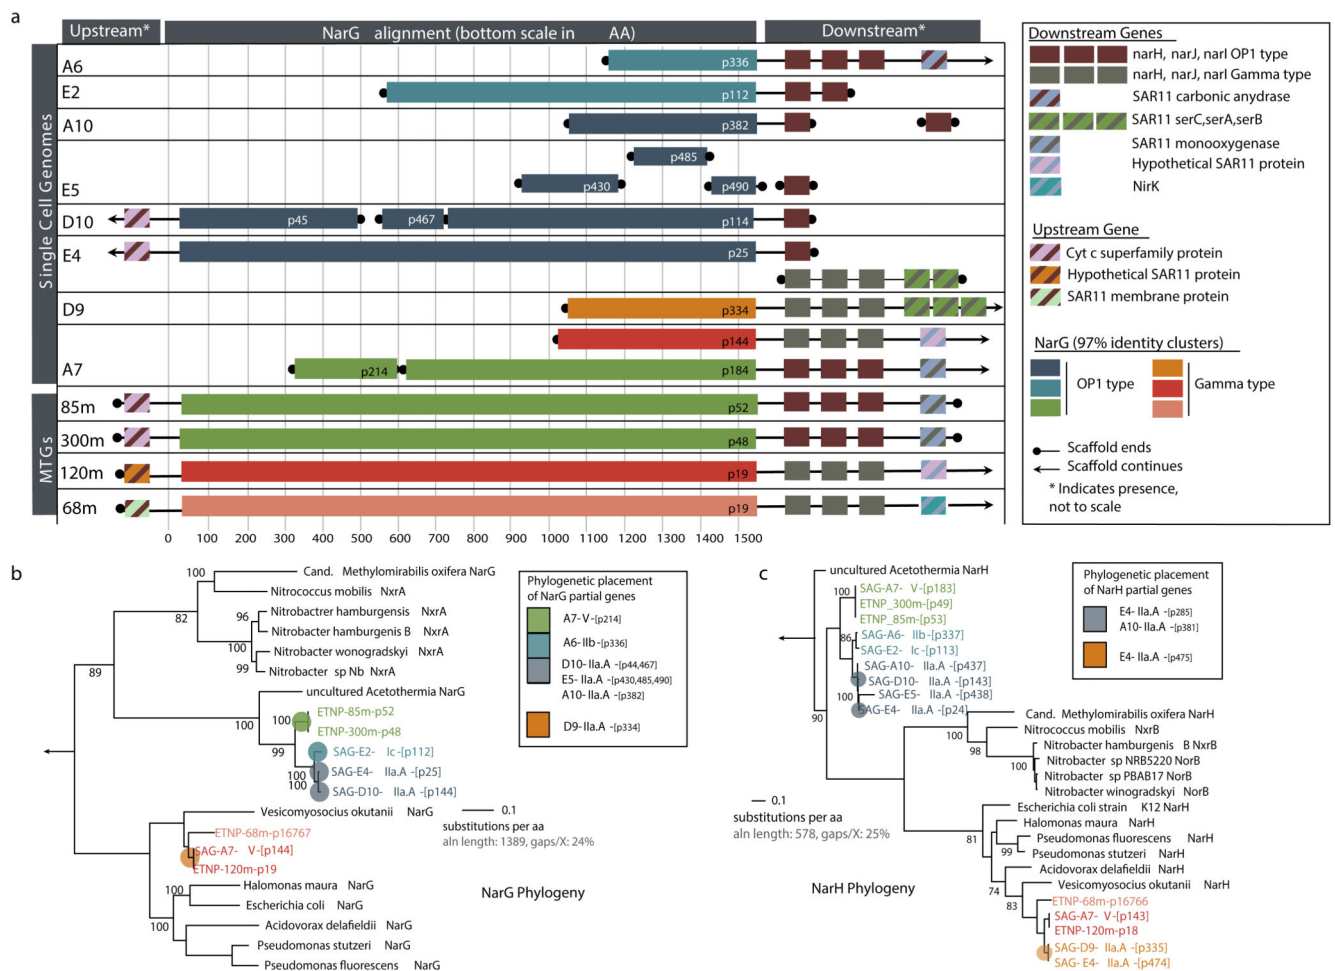 a
Upstream*
NarG alignment (bottom scale in AA)
Downstream*
Single Cell Genomes
A6
p336
E2
p112
A10
p382
E5
p485
p430
p490
D10
p45
p467
p114
E4
p25
D9
p334
p144
A7
p214
p184
MTGs
85m
p52
300m
p48
120m
p19
68m
p19
0 100 200 300 400 500 600 700 800 900 1000 1100 1200 1300 1400 1500
Downstream Genes
narH, narJ, narI OP1 type
narH, narJ, narI Gamma type
SAR11 carbonic anydrase
SAR11 serC,serA,serB
SAR11 monooxygenase
Hypothetical SAR11 protein
NirK
Upstream Gene
Cyt c superfamily protein
Hypothetical SAR11 protein
SAR11 membrane protein
NarG (97% identity clusters)
OP1 type
Gamma type
Scaffold ends
Scaffold continues
* Indicates presence,
not to scale
b
Cand. Methylomirabilis oxifera NarG
100
Nitrococcus mobilis NxrA
82
Nitrobacter hamburgensis NxrA
96
Nitrobacter hamburgenis B NxrA
100
Nitrobacter wonogradskyi NxrA
99
Nitrobacter sp Nb NxrA
89
uncultured Acetothermia NarG
ETNP-85m-p52
100
100
ETNP-300m-p48
99
SAG-E2- Ic-[p112]
100
SAG-E4- IIa.A -[p25]
100
SAG-D10- IIa.A -[p144]
Vesicomyosocius okutanii NarG
ETNP-68m-p16767
SAG-A7- V-[p144]
ETNP-120m-p19
Halomonas maura NarG
100
Escherichia coli NarG
100
Acidovorax delafieldii NarG
Pseudomonas stutzeri NarG
Pseudomonas fluorescens NarG
Phylogenetic placement
of NarG partial genes
A7-V-[p214]
A6-IIb-[p336]
D10-IIa.A -[p44,467]
E5- IIa.A -[p430,485,490]
A10-IIa.A -[p382]
D9-IIa.A -[p334]
0.1
substitutions per aa
aln length: 1389, gaps/X: 24%
NarG Phylogeny
c
uncultured Acetothermia NarH
SAG-A7- V-[p183]
100
ETNP_300m-[p49]
ETNP_85m-[p53]
86
SAG-A6- IIb-[p337]
SAG-E2- Ic-[p113]
SAG-A10- IIa.A -[p437]
SAG-D10- IIa.A -[p143]
100
SAG-E5- IIa.A -[p438]
SAG-E4- IIa.A -[p24]
90
Cand. Methylomirabilis oxifera NarH
100
Nitrococcus mobilis NxrB
98
Nitrobacter hamburgenis B NxrB
Nitrobacter sp NRB5220 NorB
100
Nitrobacter sp PBAB17 NorB
Nitrobacter winogradskyi NorB
Escherichia coli strain K12 NarH
81
Halomonas maura NarH
Pseudomonas fluorescens NarH
99
Pseudomonas stutzeri NarH
Acidovorax delafieldii NarH
74
Vesicomyosocius okutanii NarH
83
ETNP-68m-p16766
SAG-A7- V-[p143]
ETNP-120m-p18
SAG-D9- IIa.A -[p335]
SAG- E4- IIa.A -[p474]
Phylogenetic placement
of NarH partial genes
E4- IIa.A -[p285]
A10-IIa.A -[p381]
E4-IIa.A -[p475]
0.1
substitutions per aa
aln length: 578, gaps/X: 25%
NarH Phylogeny